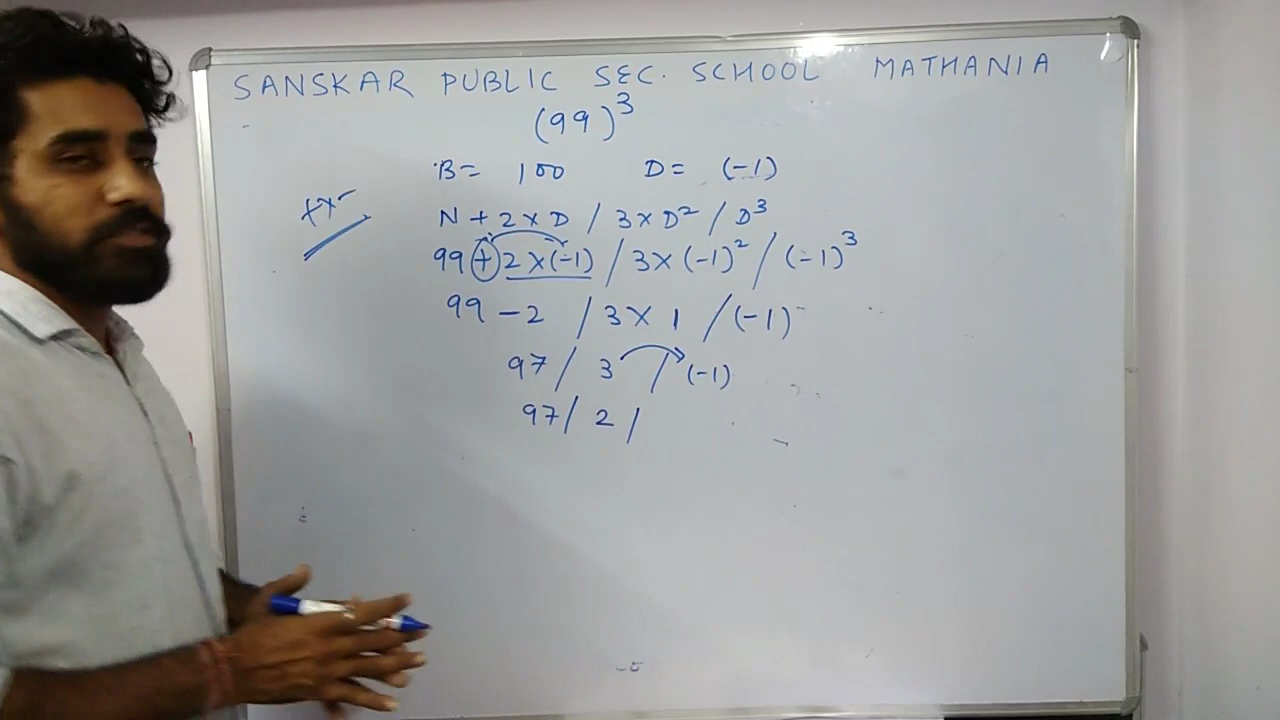 SANSKAR PUBLIC SEC. SCHOOL MATHANIA
(99)³
B= 100 D= (-1)
+x-
N + 2 x D / 3 x D² / D³
99 + 2 x (-1) / 3 x (-1)² / (-1)³
99 - 2 / 3 x 1 / (-1)
97 / 3 / (-1)
97 / 2 /